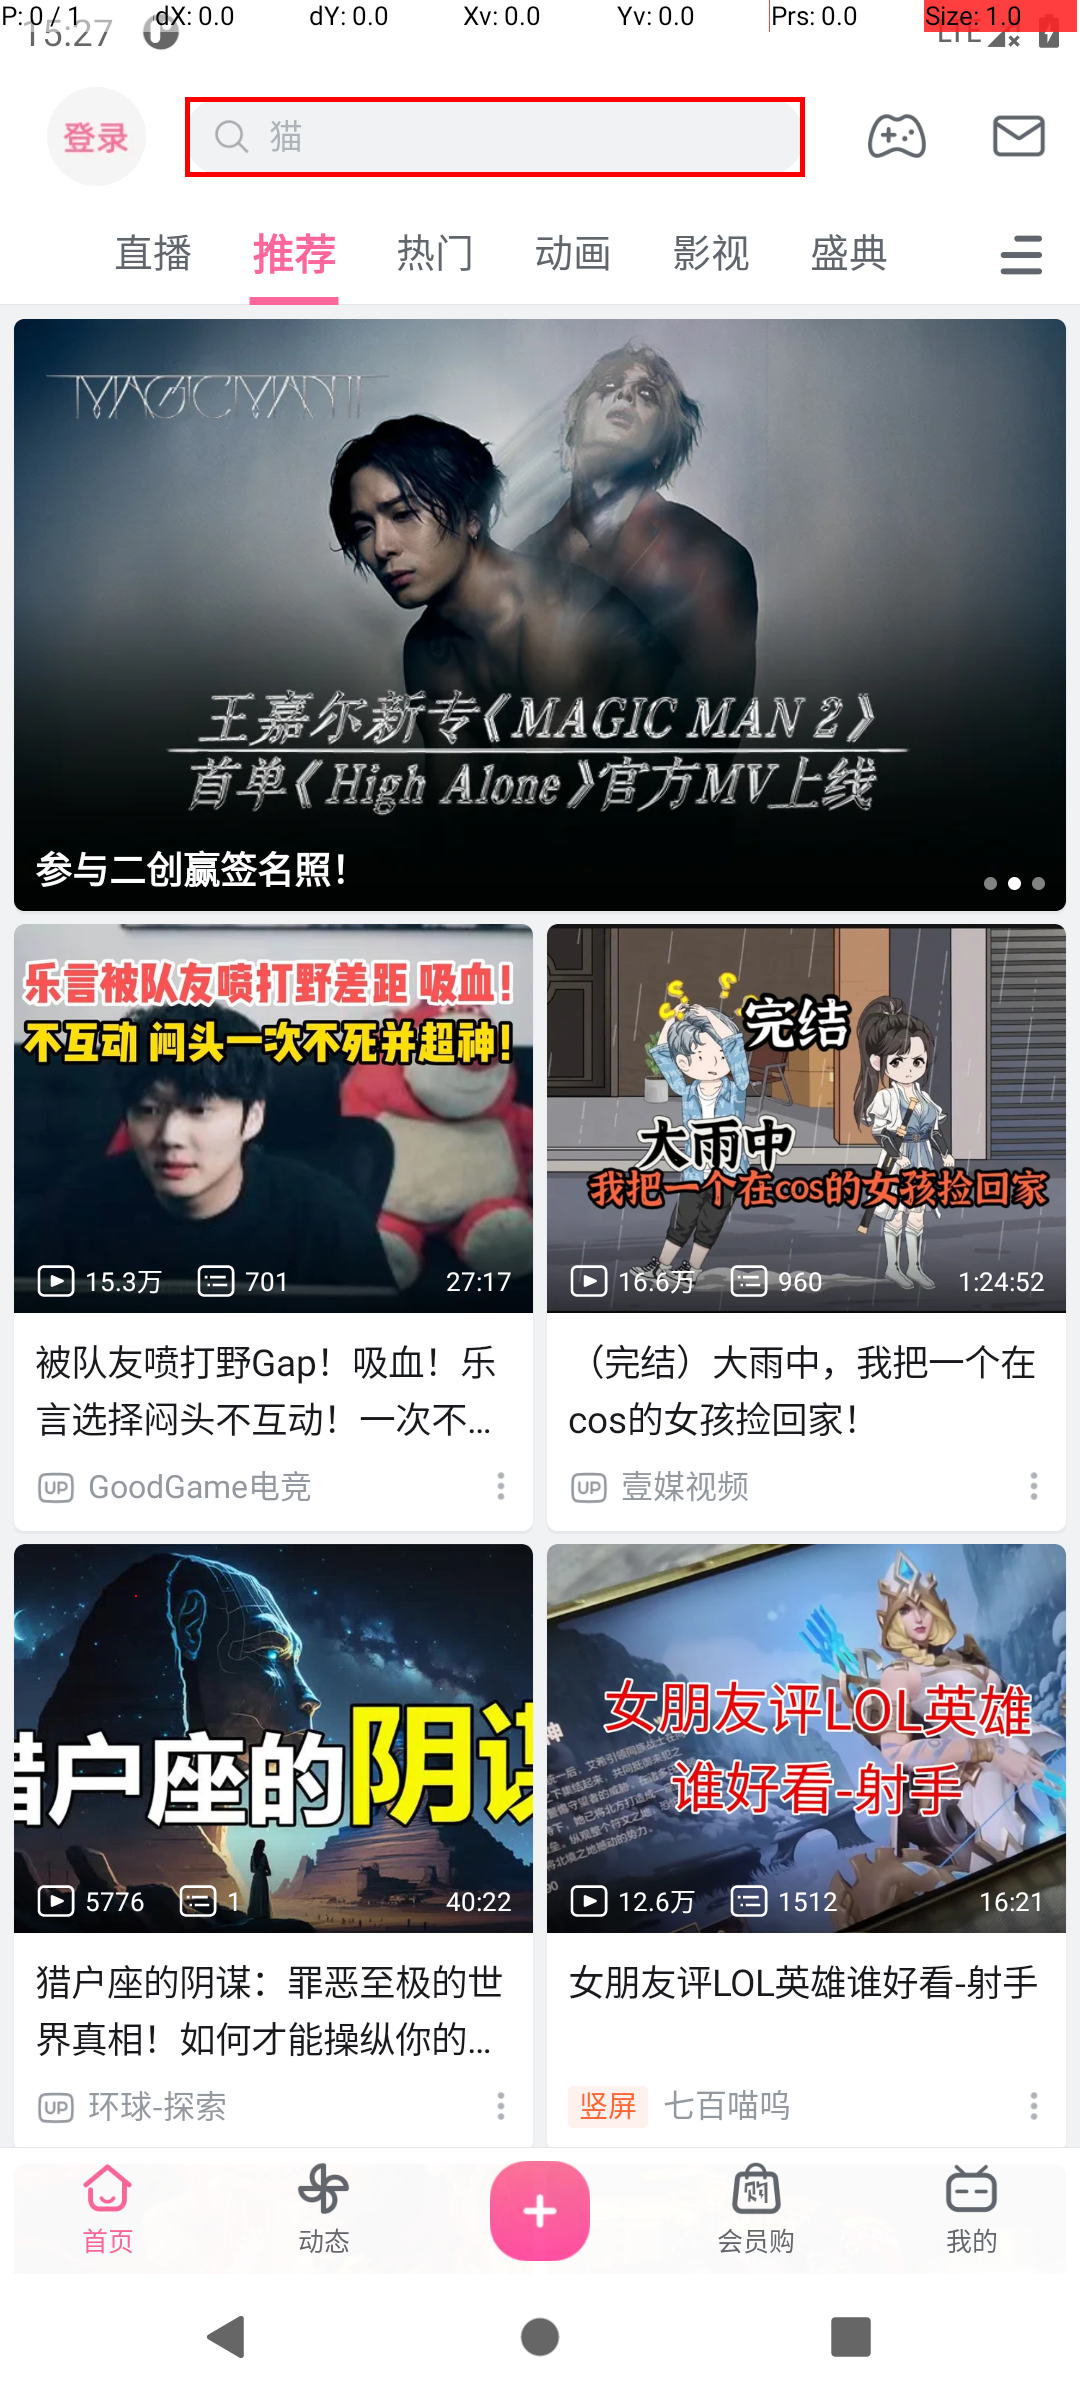 P: 0 / 1 dX: 0.0 dY: 0.0 Xv: 0.0 Yv: 0.0 Prs: 0.0 Size: 1.0
15:27 LTE
登录 猫
直播 推荐 热门 动画 影视 盛典
MAGICMAN II
王嘉尔新专《MAGIC MAN 2》
首单《High Alone》官方MV上线
参与二创赢签名照！
乐言被队友喷打野差距 吸血！
不互动 闷头一次不死并超神！
15.3万 701 27:17
被队友喷打野Gap！吸血！乐
言选择闷头不互动！一次不...
UP GoodGame电竞
完结
大雨中
我把一个在cos的女孩捡回家
16.6万 960 1:24:52
（完结）大雨中，我把一个在
cos的女孩捡回家！
UP 壹媒视频
猎户座的阴谋
5776 1 40:22
猎户座的阴谋：罪恶至极的世
界真相！如何才能操纵你的...
UP 环球-探索
女朋友评LOL英雄
谁好看-射手
12.6万 1512 16:21
女朋友评LOL英雄谁好看-射手
竖屏 七百喵呜
首页 动态 会员购 我的